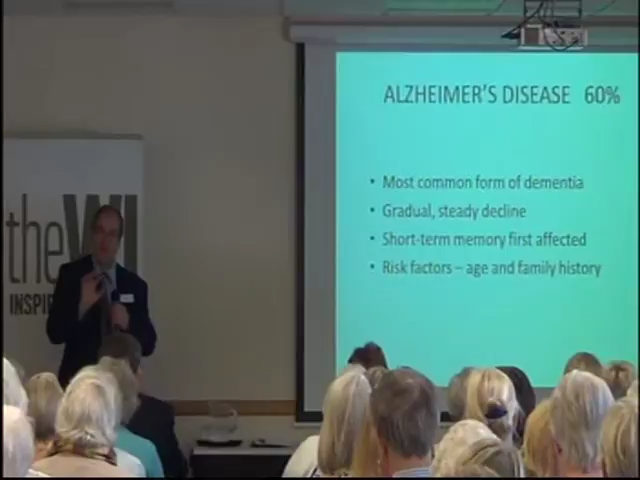 theWI
INSPI
ALZHEIMER'S DISEASE 60%
• Most common form of dementia
• Gradual, steady decline
• Short-term memory first affected
• Risk factors – age and family history